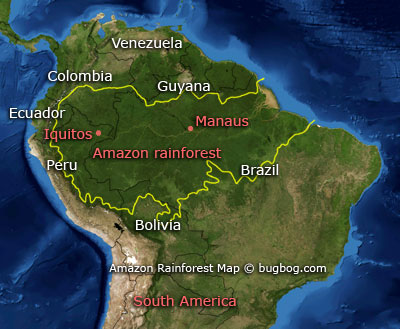 Venezuela
Colombia
Guyana
Ecuador
Manaus
Iquitos
Amazon rainforest
Peru
Brazil
Bolivia
Amazon Rainforest Map © bugbog.com
South America